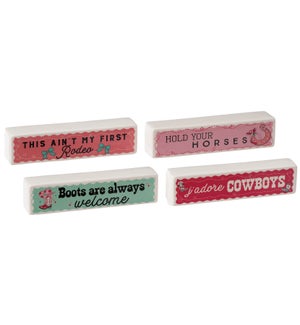 THIS AIN'T MY FIRST
Rodeo
HOLD YOUR
HORSES
Boots are always
welcome
j'adore COWBOYS